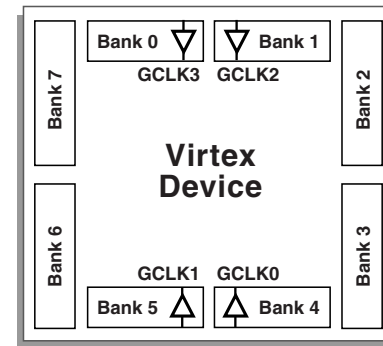 Bank 0
Bank 1
GCLK3
GCLK2
Bank 7
Bank 2
Virtex
Device
Bank 6
Bank 3
GCLK1
GCLK0
Bank 5
Bank 4